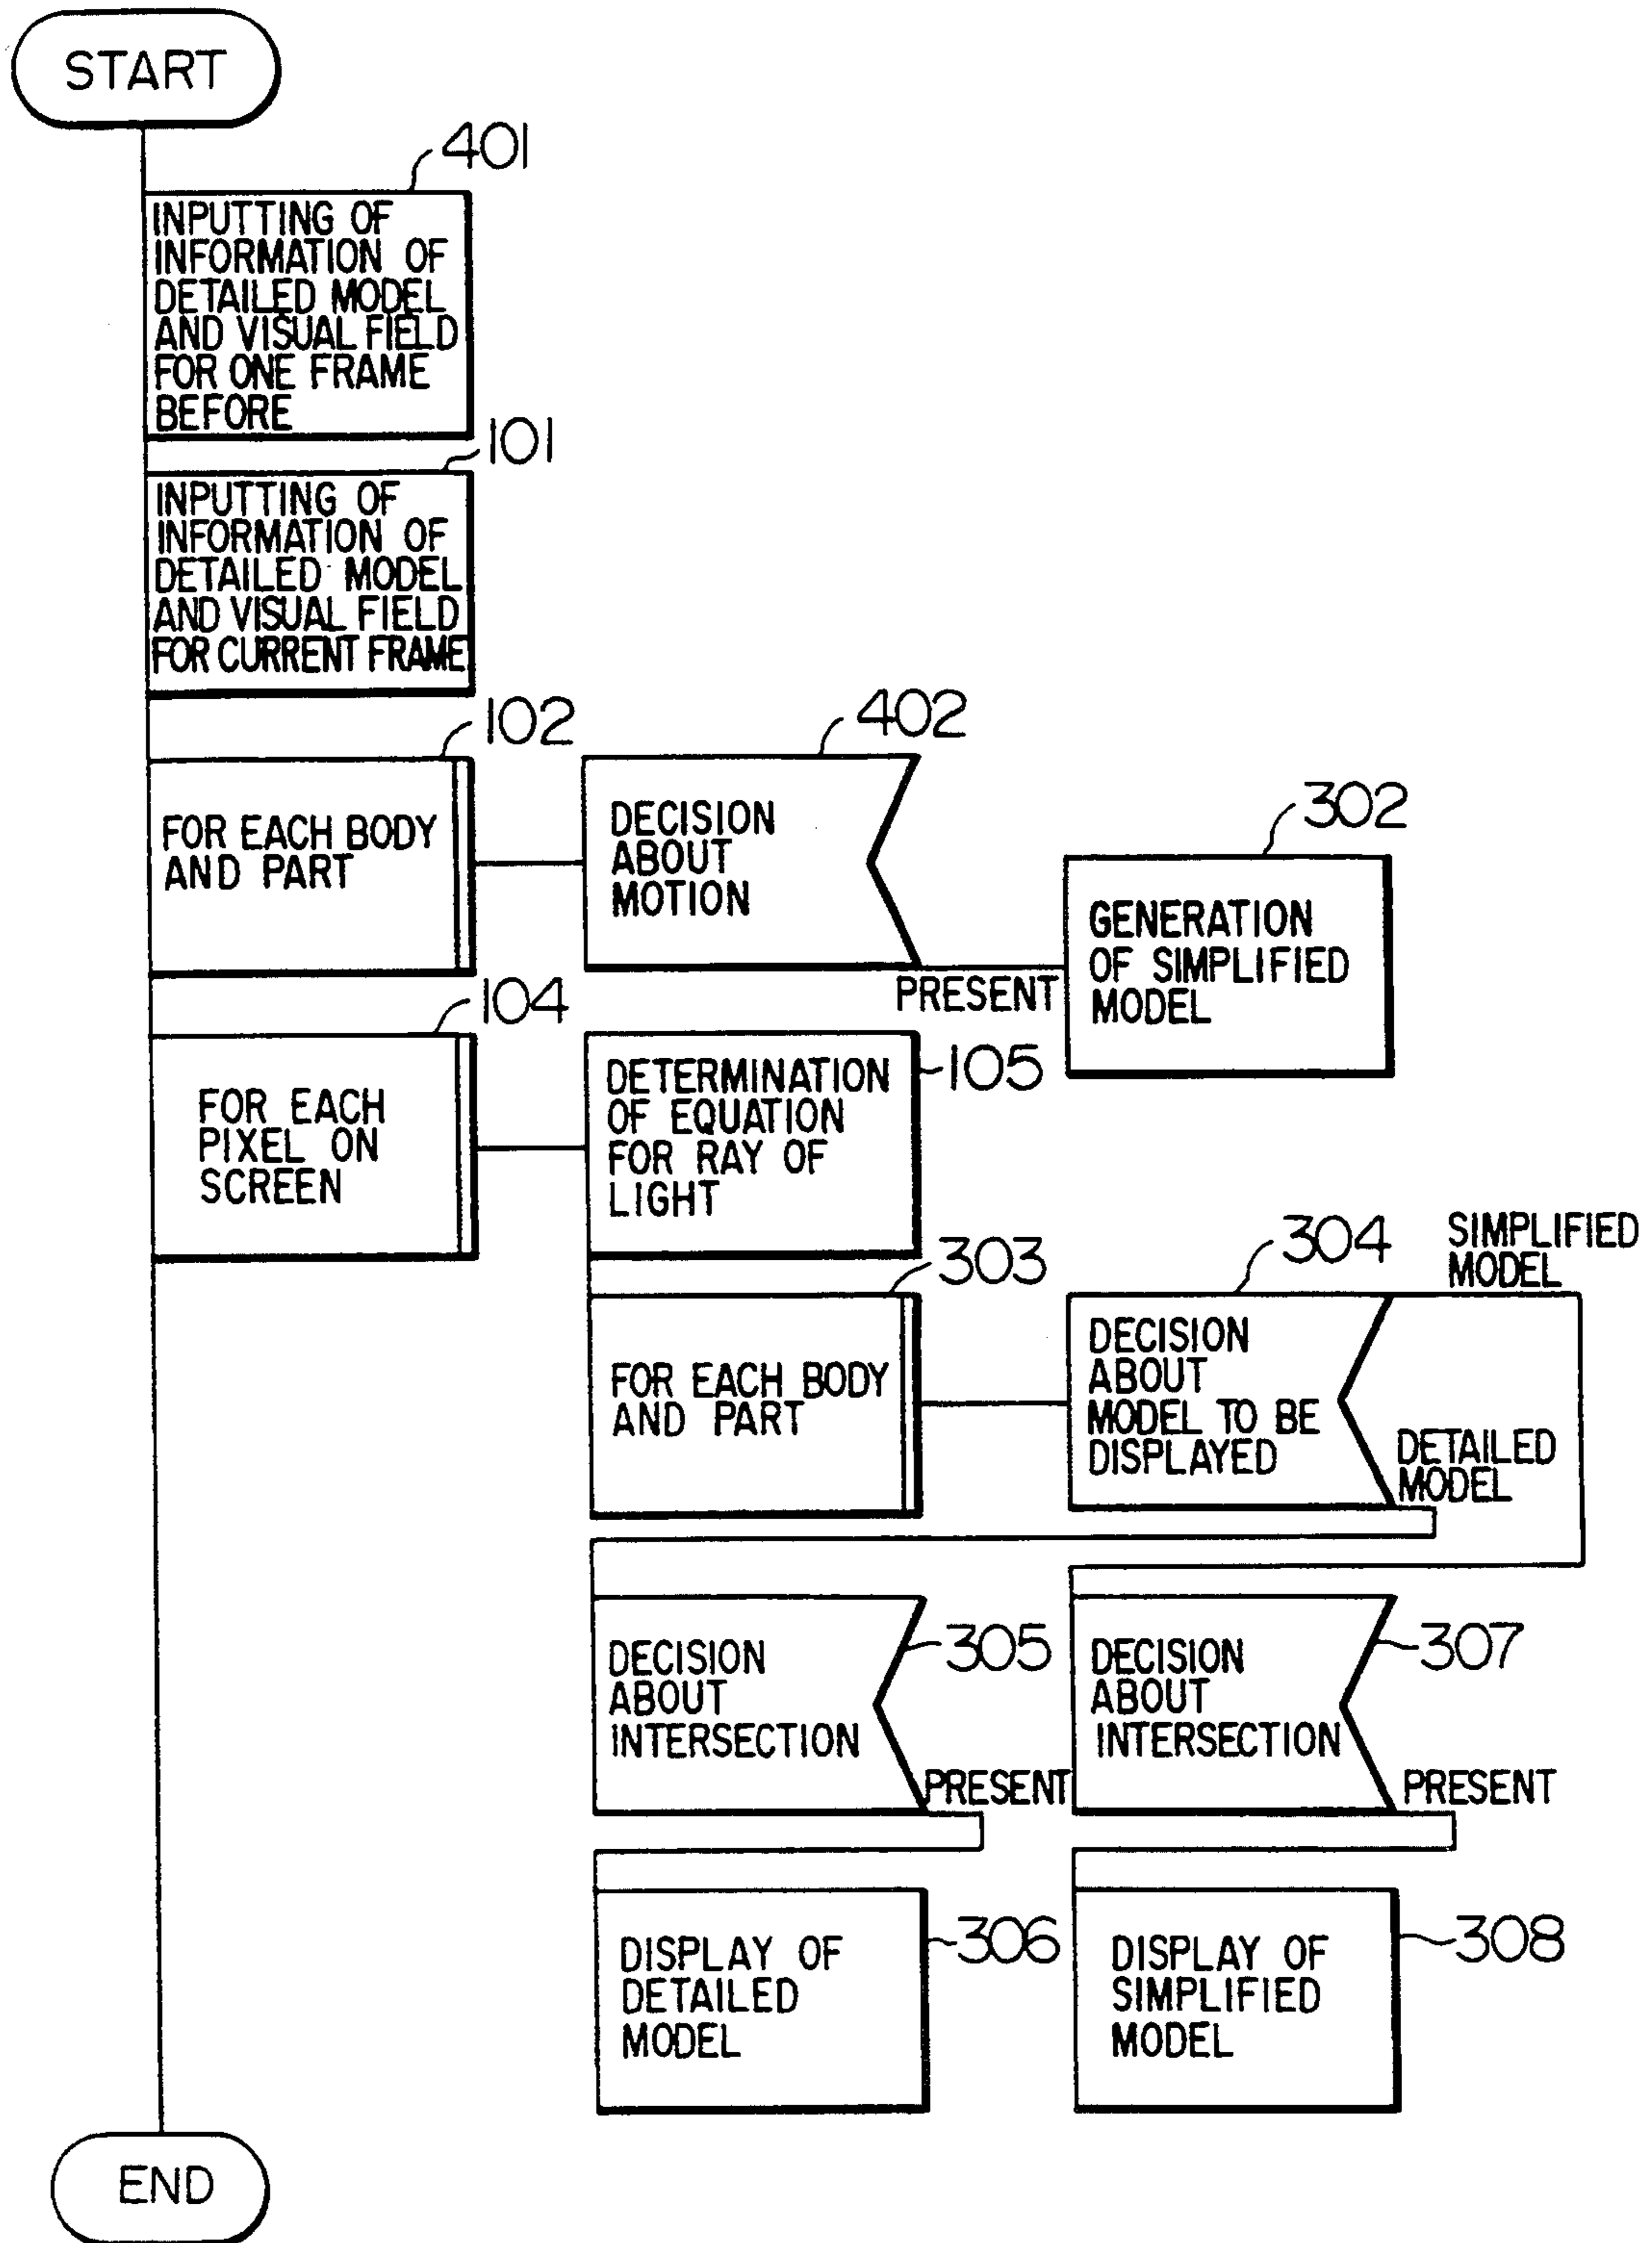 START
401
INPUTTING OF
INFORMATION OF
DETAILED MODEL
AND VISUAL FIELD
FOR ONE FRAME
BEFORE
101
INPUTTING OF
INFORMATION OF
DETAILED MODEL
AND VISUAL FIELD
FOR CURRENT FRAME
102
FOR EACH BODY
AND PART
402
DECISION
ABOUT
MOTION
PRESENT
302
GENERATION
OF SIMPLIFIED
MODEL
104
FOR EACH
PIXEL ON
SCREEN
105
DETERMINATION
OF EQUATION
FOR RAY OF
LIGHT
303
FOR EACH BODY
AND PART
304
DECISION
ABOUT
MODEL TO BE
DISPLAYED
SIMPLIFIED
MODEL
DETAILED
MODEL
305
DECISION
ABOUT
INTERSECTION
PRESENT
307
DECISION
ABOUT
INTERSECTION
PRESENT
306
DISPLAY OF
DETAILED
MODEL
308
DISPLAY OF
SIMPLIFIED
MODEL
END